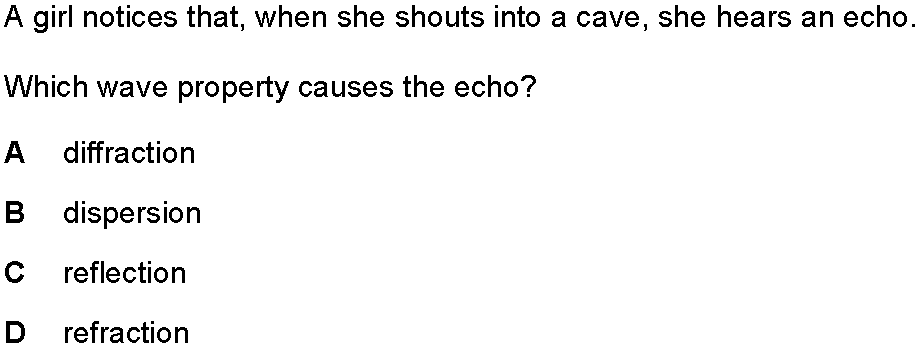 A girl notices that, when she shouts into a cave, she hears an echo.
Which wave property causes the echo?
A diffraction
B dispersion
C reflection
D refraction